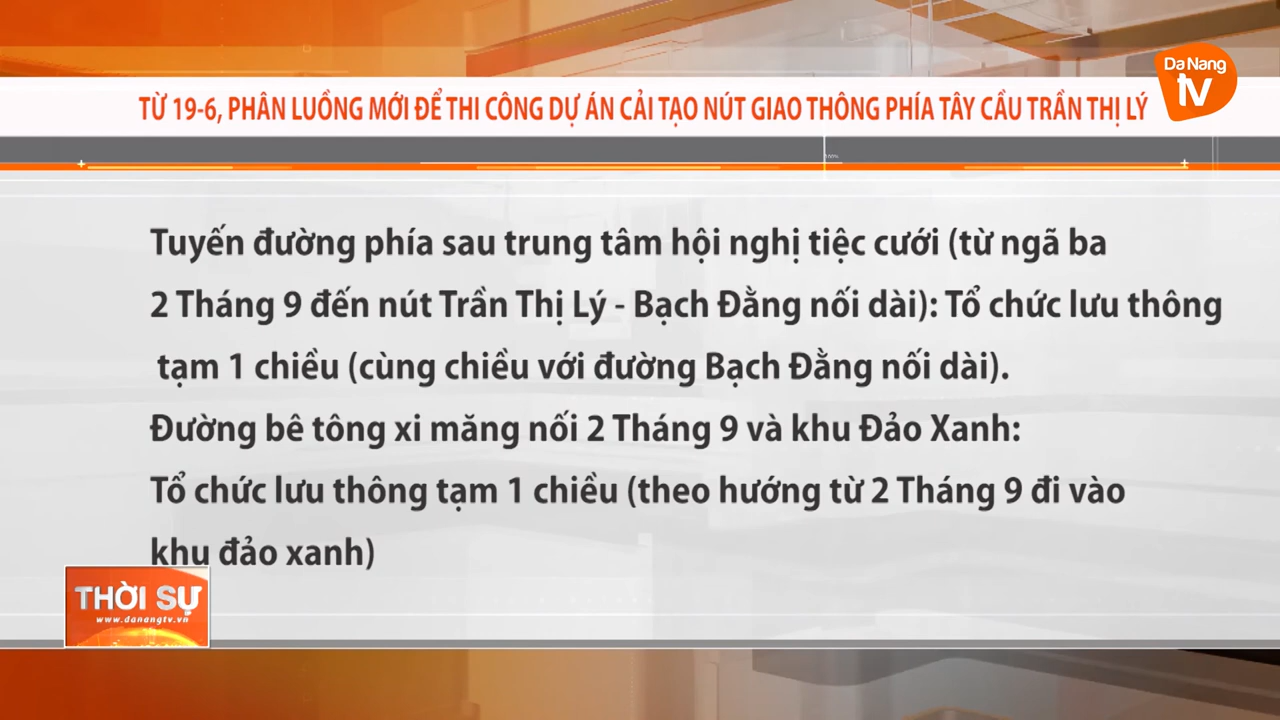 Da Nang
tv
TỪ 19-6, PHÂN LUỒNG MỚI ĐỂ THI CÔNG DỰ ÁN CẢI TẠO NÚT GIAO THÔNG PHÍA TÂY CẦU TRẦN THỊ LÝ
100%
Tuyến đường phía sau trung tâm hội nghị tiệc cưới (từ ngã ba
2 Tháng 9 đến nút Trần Thị Lý - Bạch Đằng nối dài): Tổ chức lưu thông
tạm 1 chiều (cùng chiều với đường Bạch Đằng nối dài).
Đường bê tông xi măng nối 2 Tháng 9 và khu Đảo Xanh:
Tổ chức lưu thông tạm 1 chiều (theo hướng từ 2 Tháng 9 đi vào
khu đảo xanh)
THỜI SỰ
www.danangtv.vn